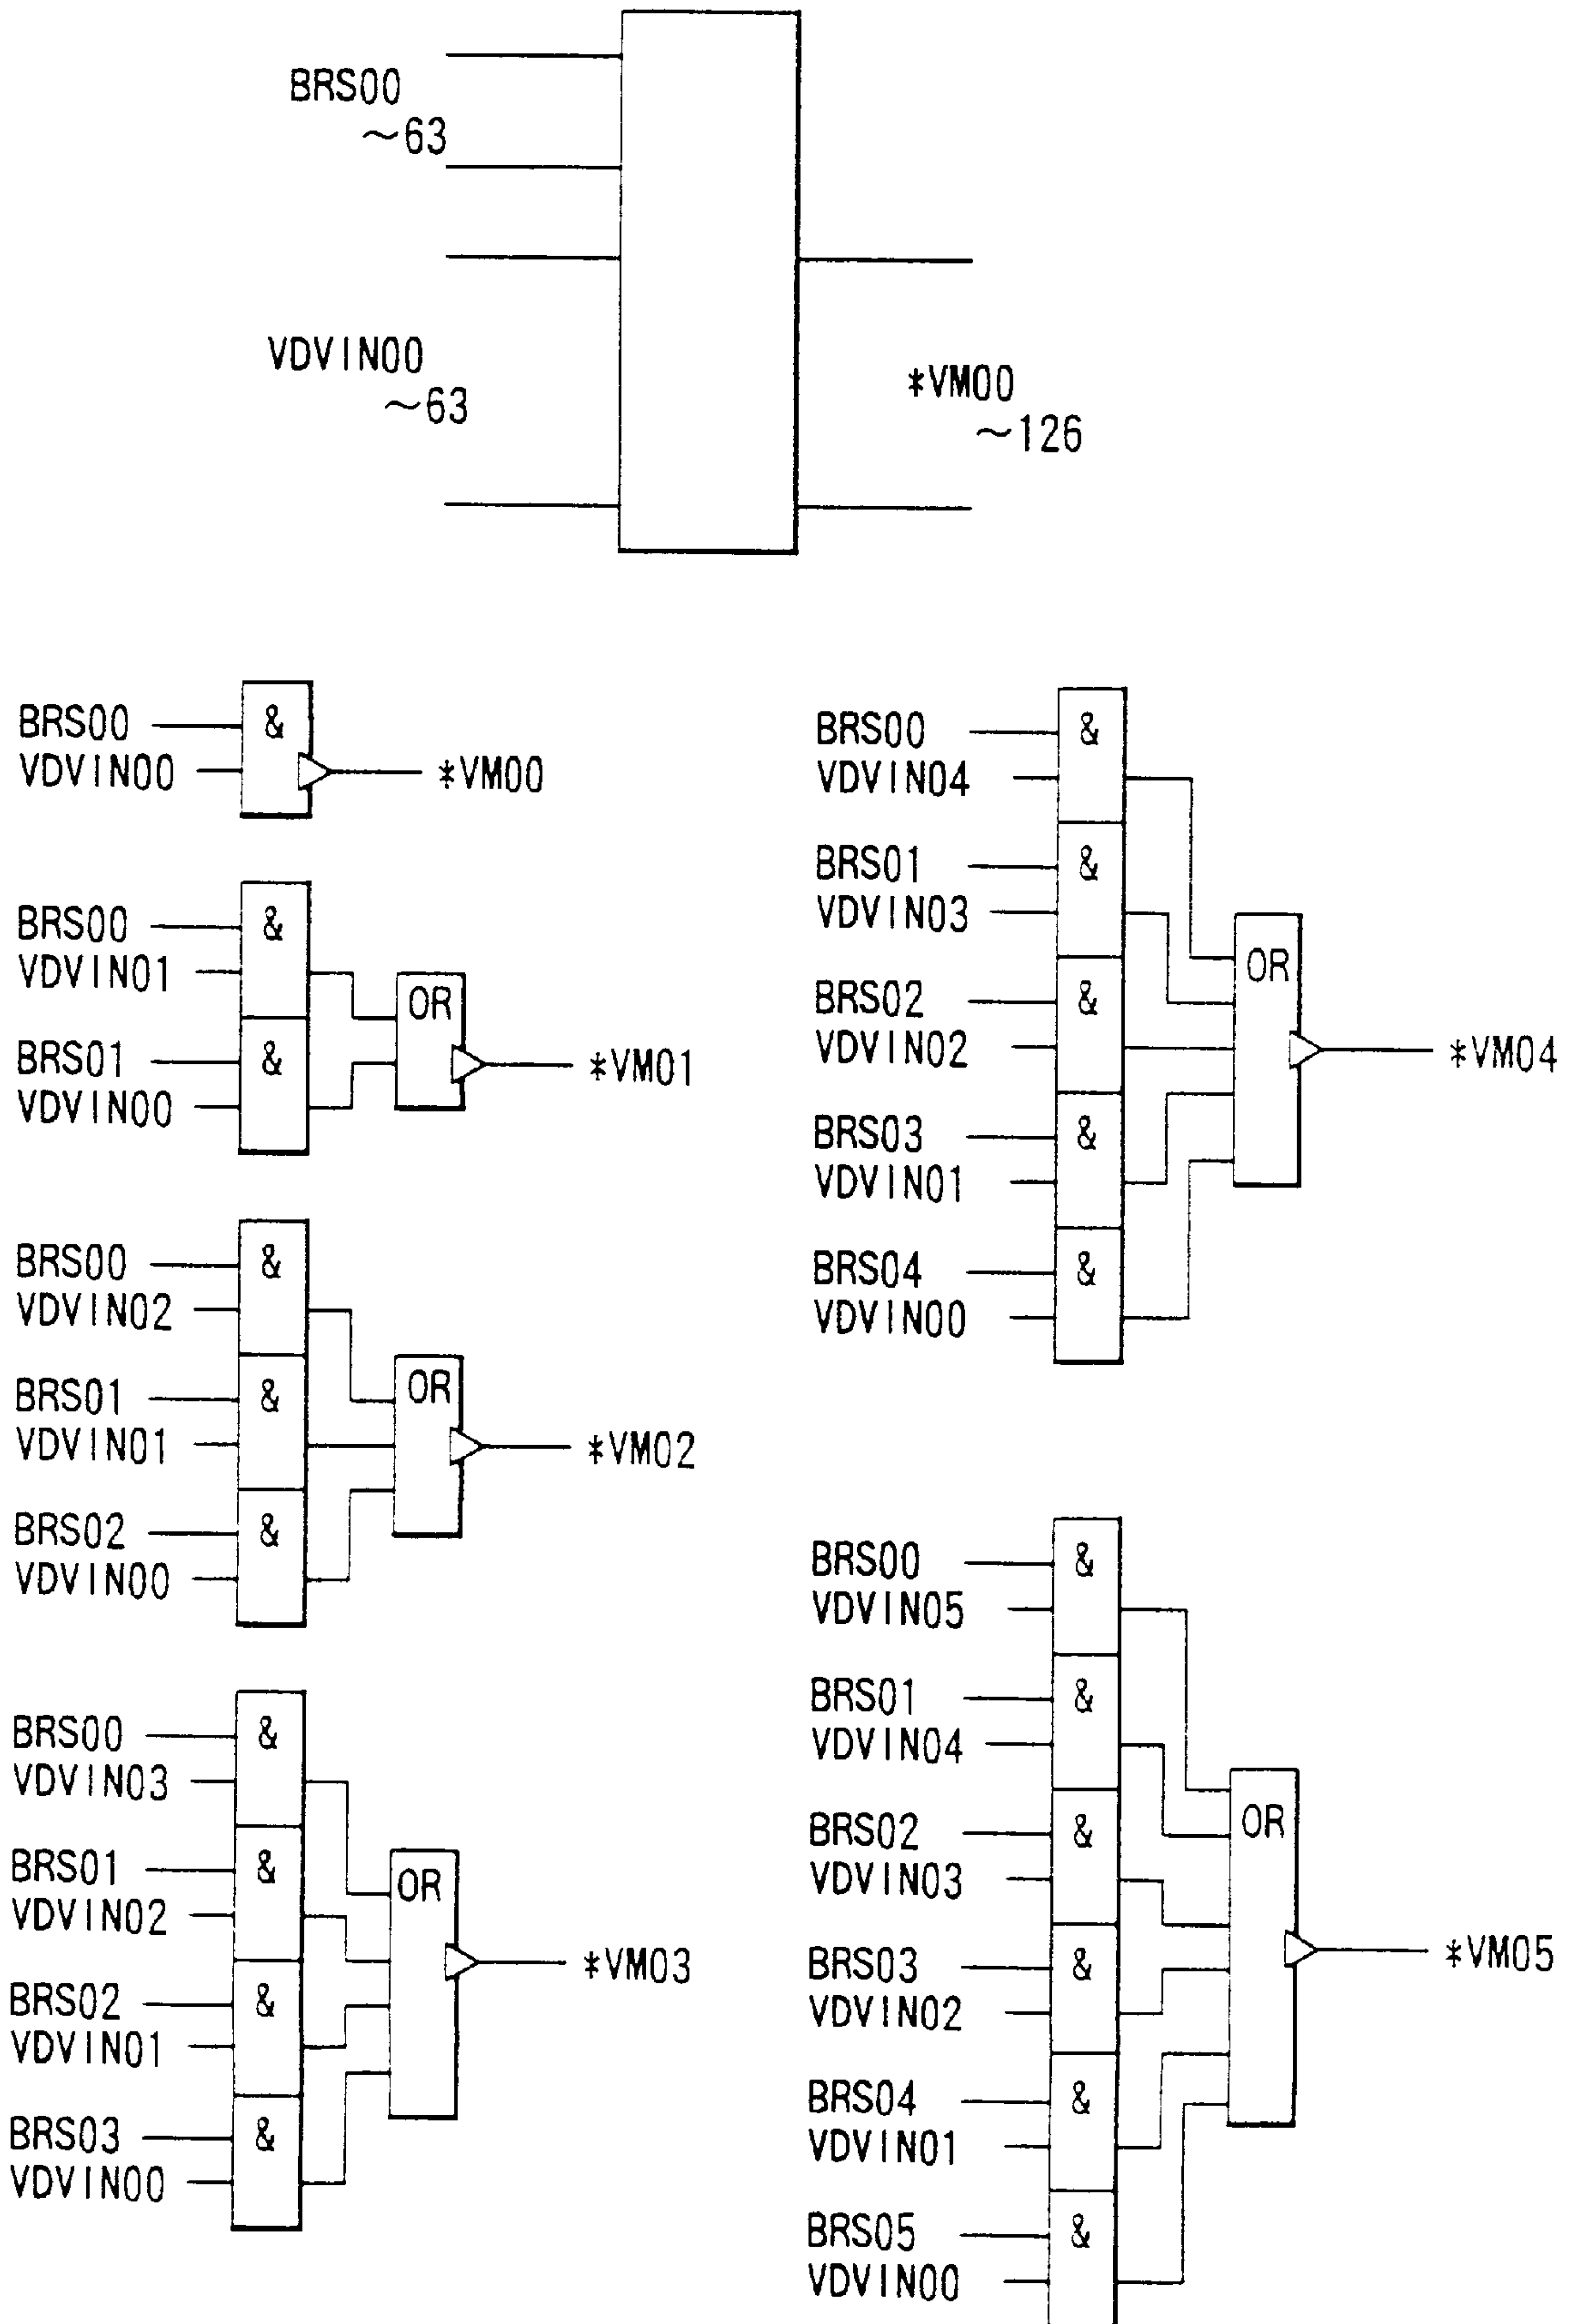 BRS00
~63
VDVIN00
~63
*VM00
~126
BRS00
&
VDVIN00
*VM00
BRS00
&
VDVIN01
OR
BRS01
&
*VM01
VDVIN00
BRS00
&
VDVIN02
BRS01
&
OR
VDVIN01
*VM02
BRS02
&
VDVIN00
BRS00
&
VDVIN03
BRS01
&
OR
VDVIN02
*VM03
BRS02
&
VDVIN01
BRS03
&
VDVIN00
BRS00
&
VDVIN04
BRS01
&
VDVIN03
OR
BRS02
&
VDVIN02
*VM04
BRS03
&
VDVIN01
BRS04
&
VDVIN00
BRS00
&
VDVIN05
BRS01
&
VDVIN04
BRS02
&
OR
VDVIN03
BRS03
&
*VM05
VDVIN02
BRS04
&
VDVIN01
BRS05
&
VDVIN00